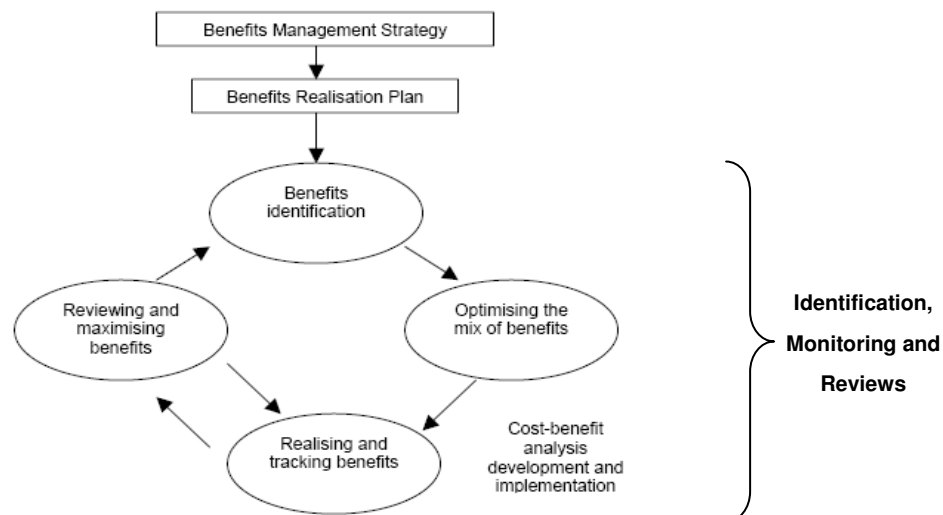 Benefits Management Strategy
Benefits Realisation Plan
Benefits
identification
Reviewing and
maximising
benefits
Optimising the
mix of benefits
Identification,
Monitoring and
Reviews
Realising and
tracking benefits
Cost-benefit
analysis
development and
implementation